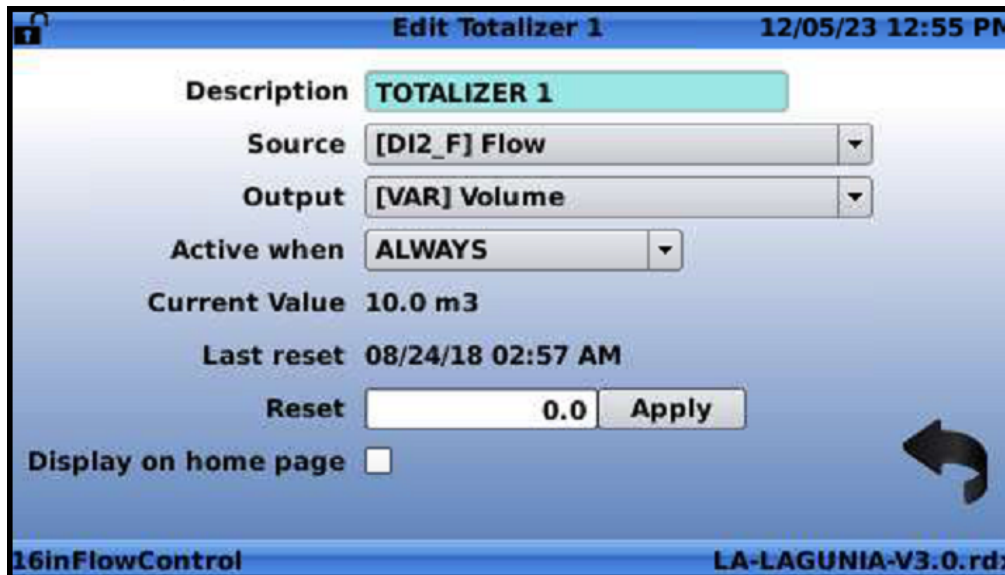 Edit Totalizer 1 12/05/23 12:55 PM
Description TOTALIZER 1
Source [DI2_F] Flow
Output [VAR] Volume
Active when ALWAYS
Current Value 10.0 m3
Last reset 08/24/18 02:57 AM
Reset 0.0 Apply
Display on home page
16inFlowControl LA-LAGUNIA-V3.0.rdx